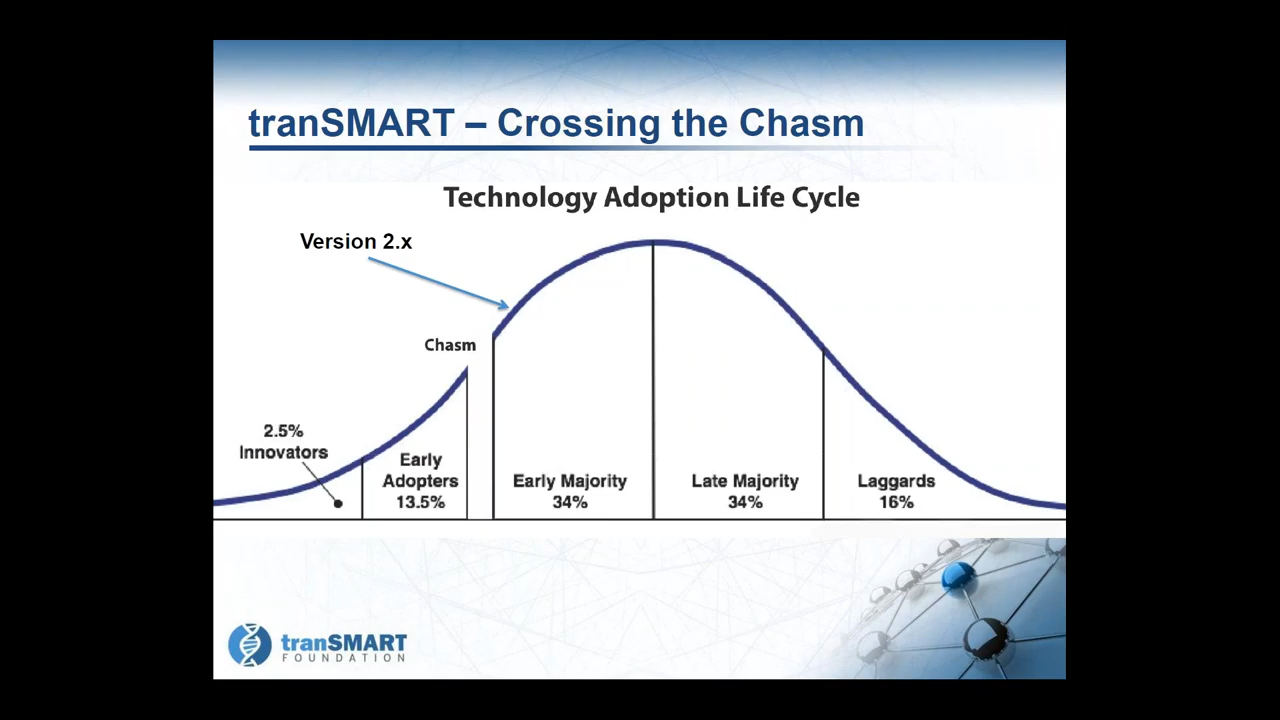 tranSMART – Crossing the Chasm
Technology Adoption Life Cycle
Version 2.x
Chasm
2.5%
Innovators
Early
Adopters
13.5%
Early Majority
34%
Late Majority
34%
Laggards
16%
tranSMART
FOUNDATION